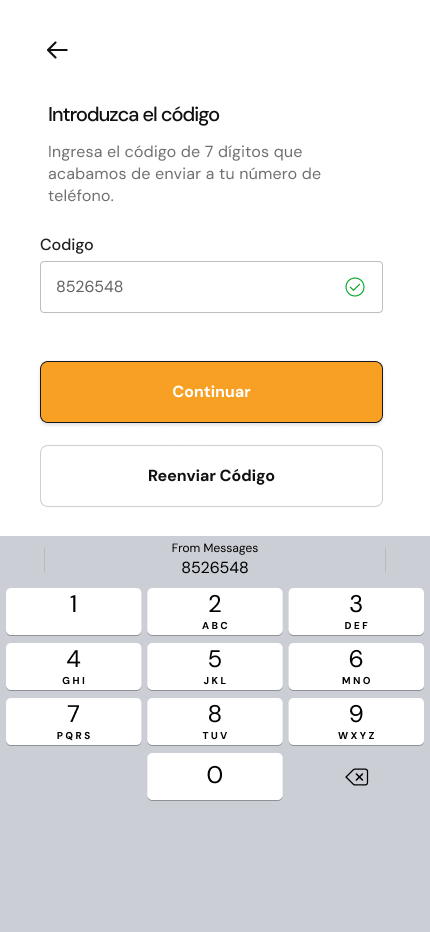 Introduzca el código
Ingresa el código de 7 dígitos que
acabamos de enviar a tu número de
teléfono.
Codigo
8526548
Continuar
Reenviar Código
From Messages
8526548
1 2 3
ABC DEF
4 5 6
GHI JKL MNO
7 8 9
PQRS TUV WXYZ
0